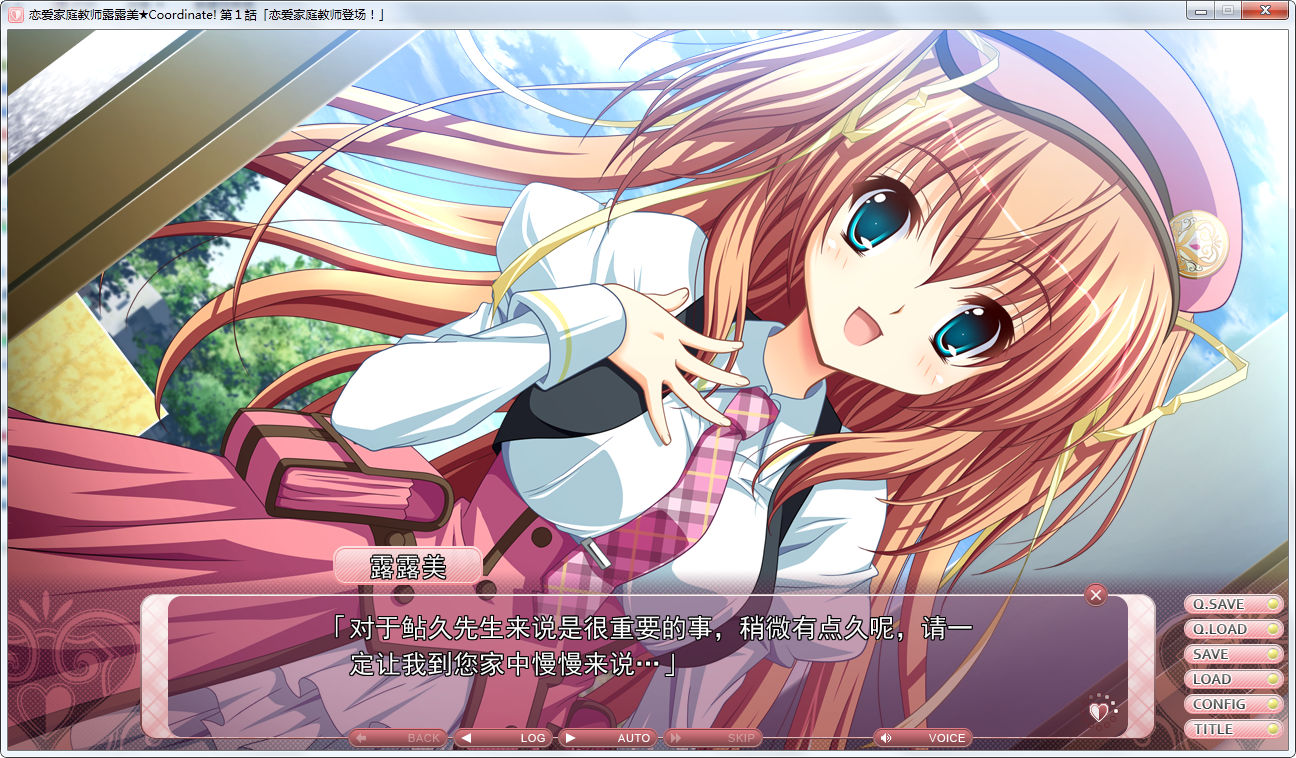 恋爱家庭教师露露美★Coordinate! 第１話「恋爱家庭教师登场！」
露露美
「对于鲇久先生来说是很重要的事，稍微有点久呢，请一
定让我到您家中慢慢来说…」
Q.SAVE
Q.LOAD
SAVE
LOAD
CONFIG
TITLE
BACK
LOG
AUTO
SKIP
VOICE